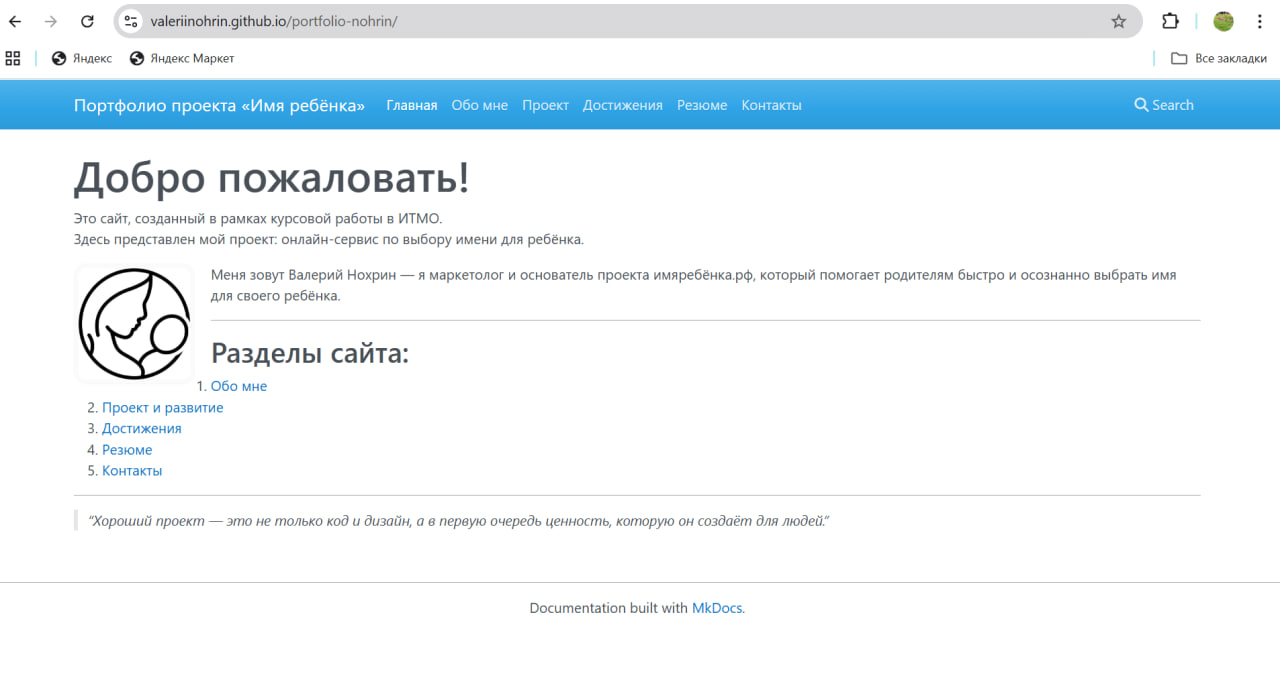 valeriinohrin.github.io/portfolio-nohrin/
Яндекс Яндекс Маркет Все закладки
Портфолио проекта «Имя ребёнка» Главная Обо мне Проект Достижения Резюме Контакты Search
Добро пожаловать!
Это сайт, созданный в рамках курсовой работы в ИТМО.
Здесь представлен мой проект: онлайн-сервис по выбору имени для ребёнка.
Меня зовут Валерий Нохрин — я маркетолог и основатель проекта имяребёнка.рф, который помогает родителям быстро и осознанно выбрать имя
для своего ребёнка.
Разделы сайта:
1. Обо мне
2. Проект и развитие
3. Достижения
4. Резюме
5. Контакты
“Хороший проект — это не только код и дизайн, а в первую очередь ценность, которую он создаёт для людей.”
Documentation built with MkDocs.